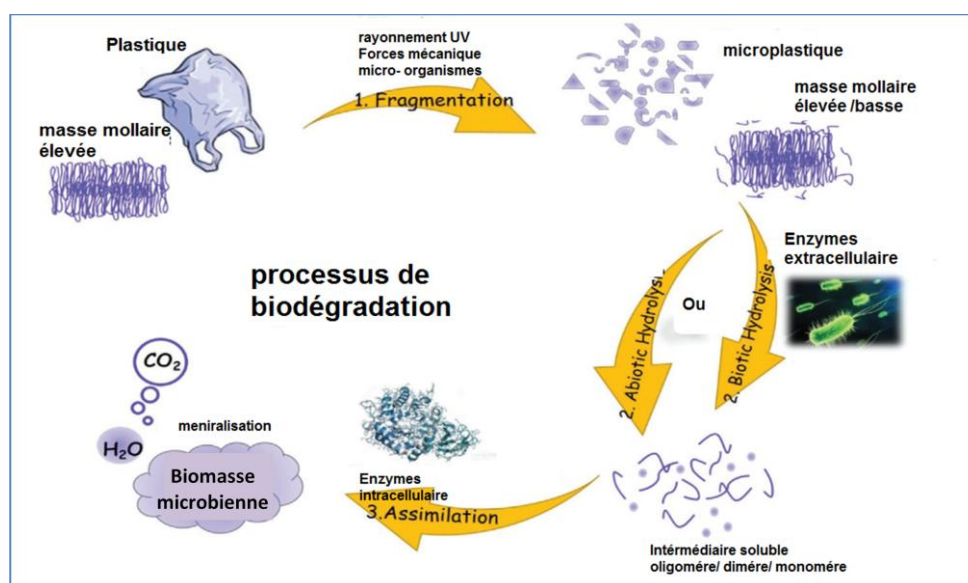 Plastique
masse mollaire
élevée
rayonnement UV
Forces mécanique
micro- organismes
1. Fragmentation
microplastique
masse mollaire
élevée /basse
Enzymes
extracellulaire
Ou
2. Abiotic Hydrolysis
2. Biotic Hydrolysis
processus de
biodégradation
Intérmédiaire soluble
oligomére/ dimére/ monomére
Enzymes
intracellulaire
3.Assimilation
meniralisation
Biomasse
microbienne
CO2
H2O